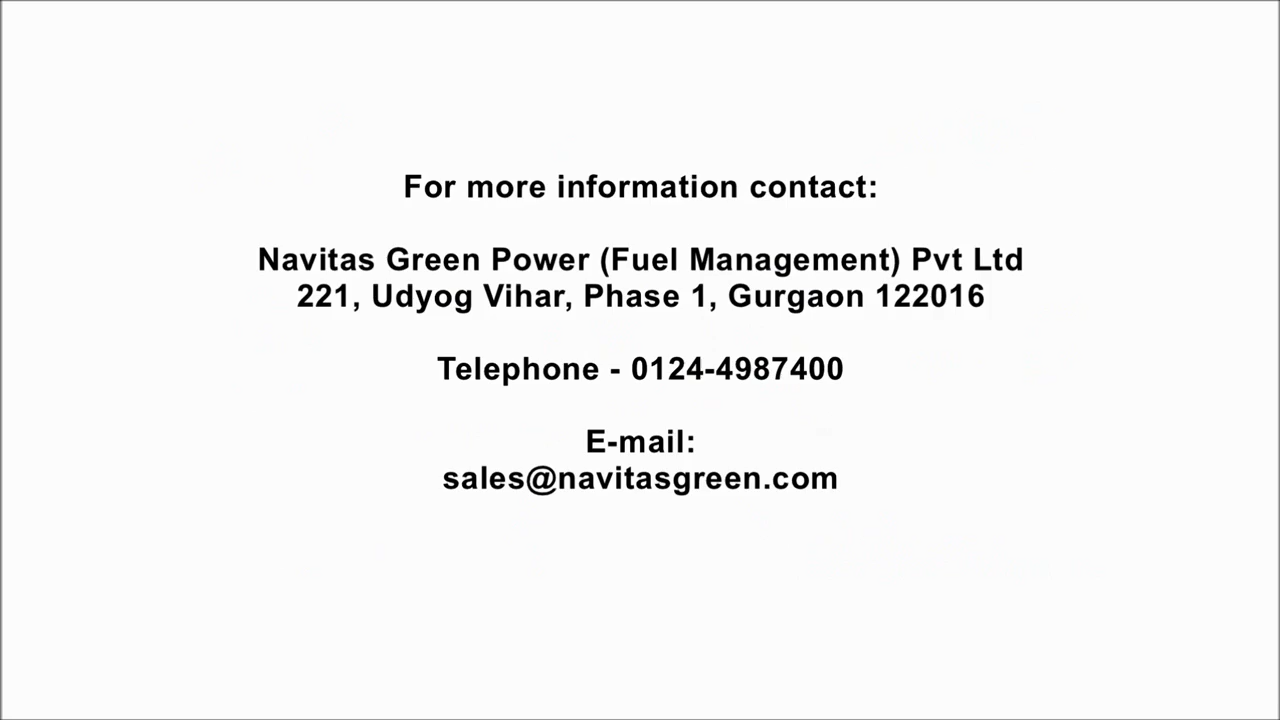 For more information contact:
Navitas Green Power (Fuel Management) Pvt Ltd
221, Udyog Vihar, Phase 1, Gurgaon 122016
Telephone - 0124-4987400
E-mail:
sales@navitasgreen.com